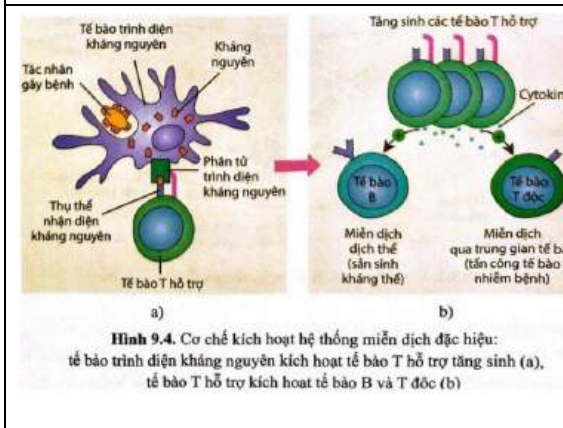 Tế bào trình diện
kháng nguyên
Kháng
nguyên
Tác nhân
gây bệnh
Phân tử
trình diện
kháng nguyên
Thụ thể
nhận diện
kháng nguyên
Tế bào T hỗ trợ
a)
Tăng sinh các tế bào T hỗ trợ
Cytokin
Tế bào
B
Tế bào
T độc
Miễn dịch
dịch thể
(sản sinh
kháng thể)
Miễn dịch
qua trung gian tế b
(tấn công tế bào
nhiễm bệnh)
b)
Hình 9.4. Cơ chế kích hoạt hệ thống miễn dịch đặc hiệu:
tế bào trình diện kháng nguyên kích hoạt tế bào T hỗ trợ tăng sinh (a),
tế bào T hỗ trợ kích hoạt tế bào B và T độc (b)